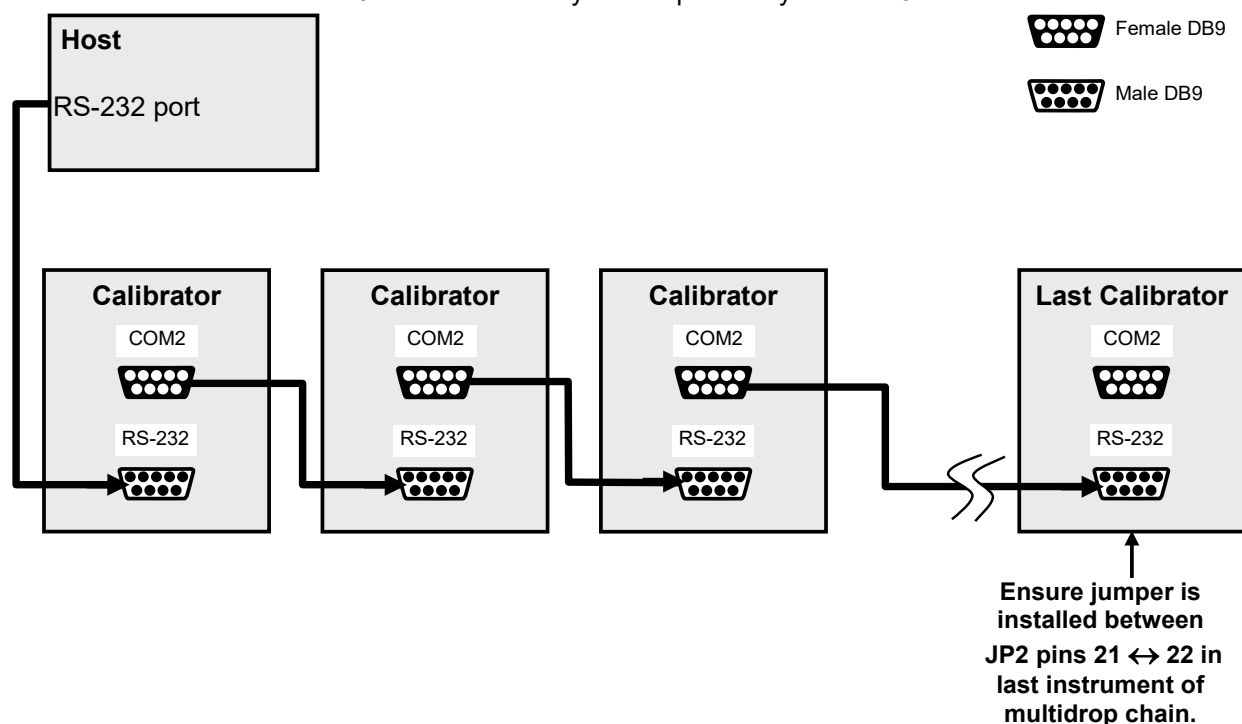 Host
RS-232 port
Female DB9
Male DB9
Calibrator
COM2
RS-232
Calibrator
COM2
RS-232
Calibrator
COM2
RS-232
Last Calibrator
COM2
RS-232
Ensure jumper is
installed between
JP2 pins 21 ↔ 22 in
last instrument of
multidrop chain.